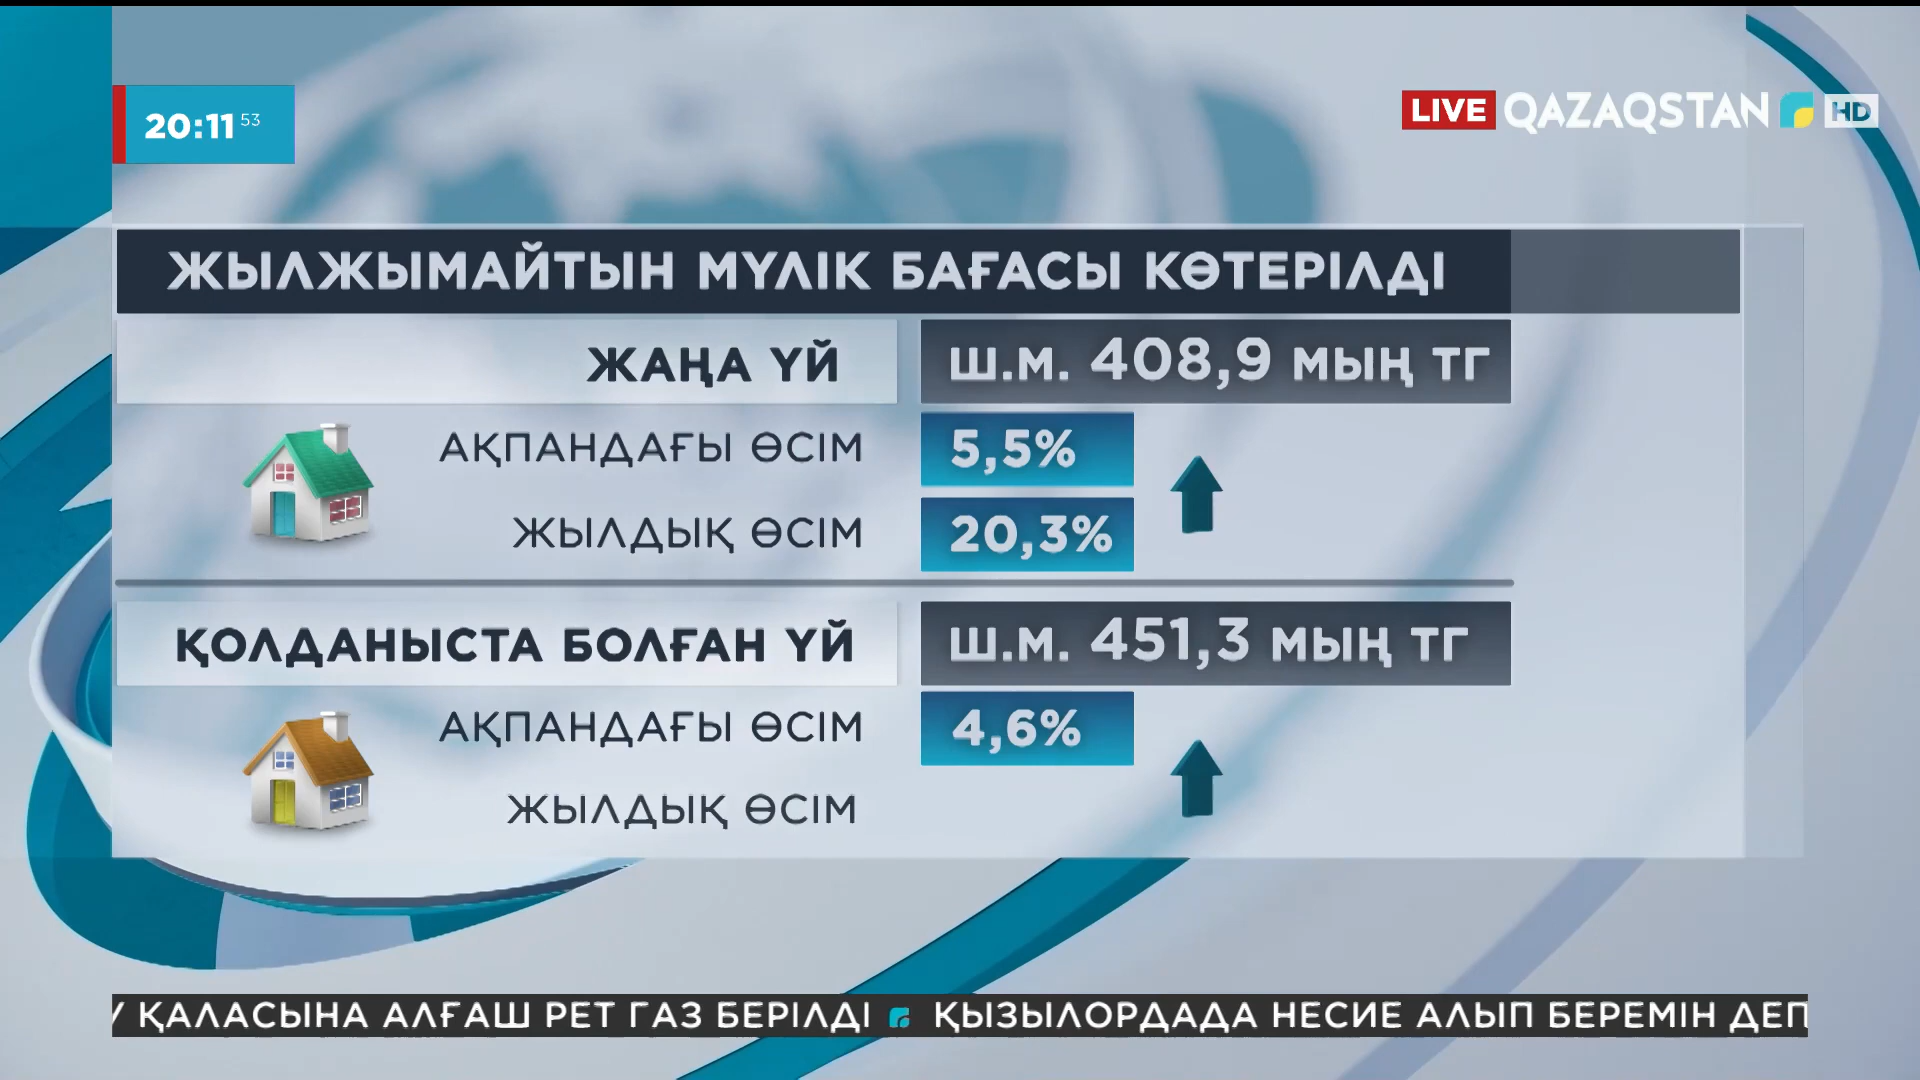 20:11 53
LIVE QAZAQSTAN HD
ЖЫЛЖЫМАЙТЫН МҮЛІК БАҒАСЫ КӨТЕРІЛДІ
ЖАҢА ҮЙ Ш.М. 408,9 МЫҢ ТГ
АҚПАНДАҒЫ ӨСІМ 5,5%
ЖЫЛДЫҚ ӨСІМ 20,3%
ҚОЛДАНЫСТА БОЛҒАН ҮЙ Ш.М. 451,3 МЫҢ ТГ
АҚПАНДАҒЫ ӨСІМ 4,6%
ЖЫЛДЫҚ ӨСІМ
У ҚАЛАСЫНА АЛҒАШ РЕТ ГАЗ БЕРІЛДІ ҚЫЗЫЛОРДАДА НЕСИЕ АЛЫП БЕРЕМІН ДЕП